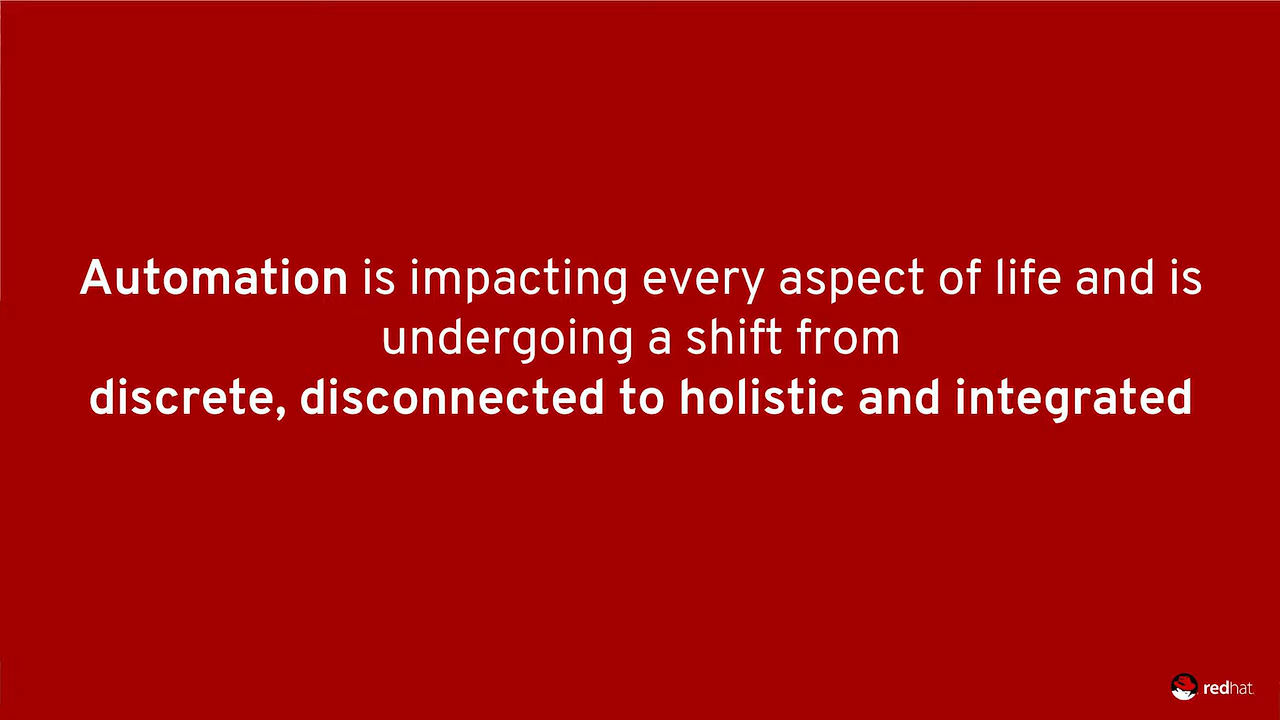 Automation is impacting every aspect of life and is
undergoing a shift from
discrete, disconnected to holistic and integrated
redhat.